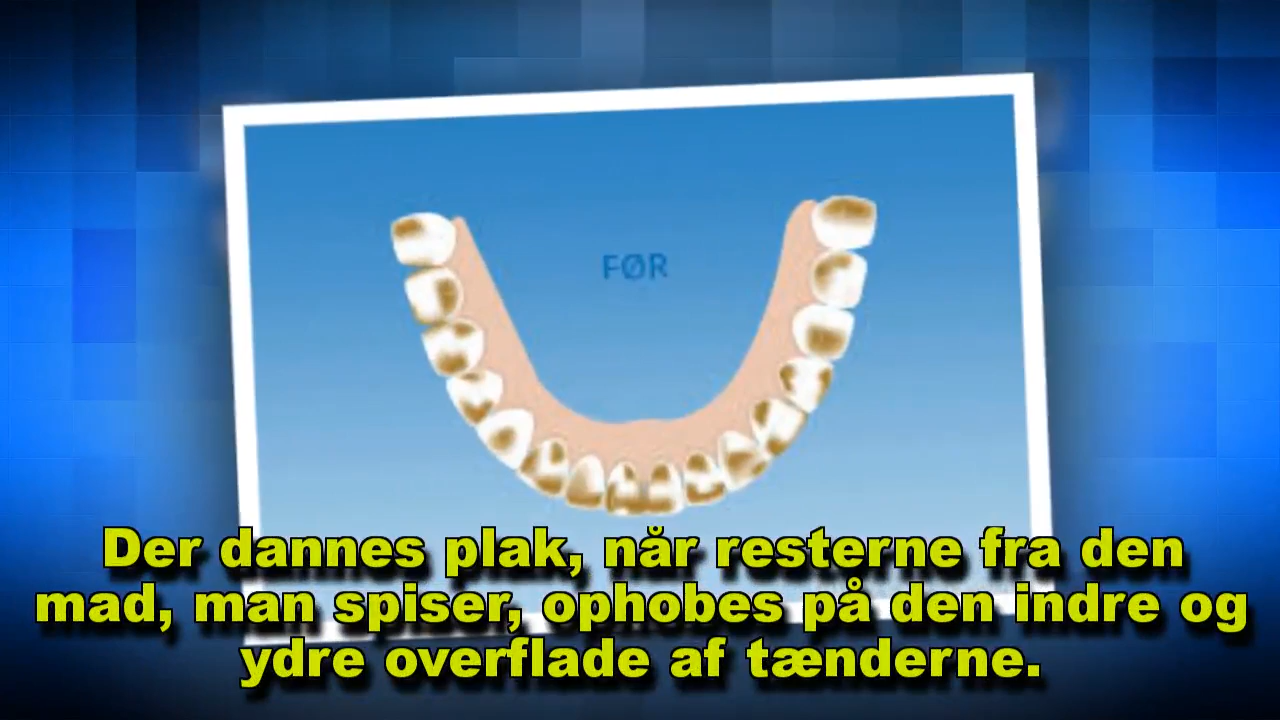 FØR
Der dannes plak, når resterne fra den
mad, man spiser, ophobes på den indre og
ydre overflade af tænderne.